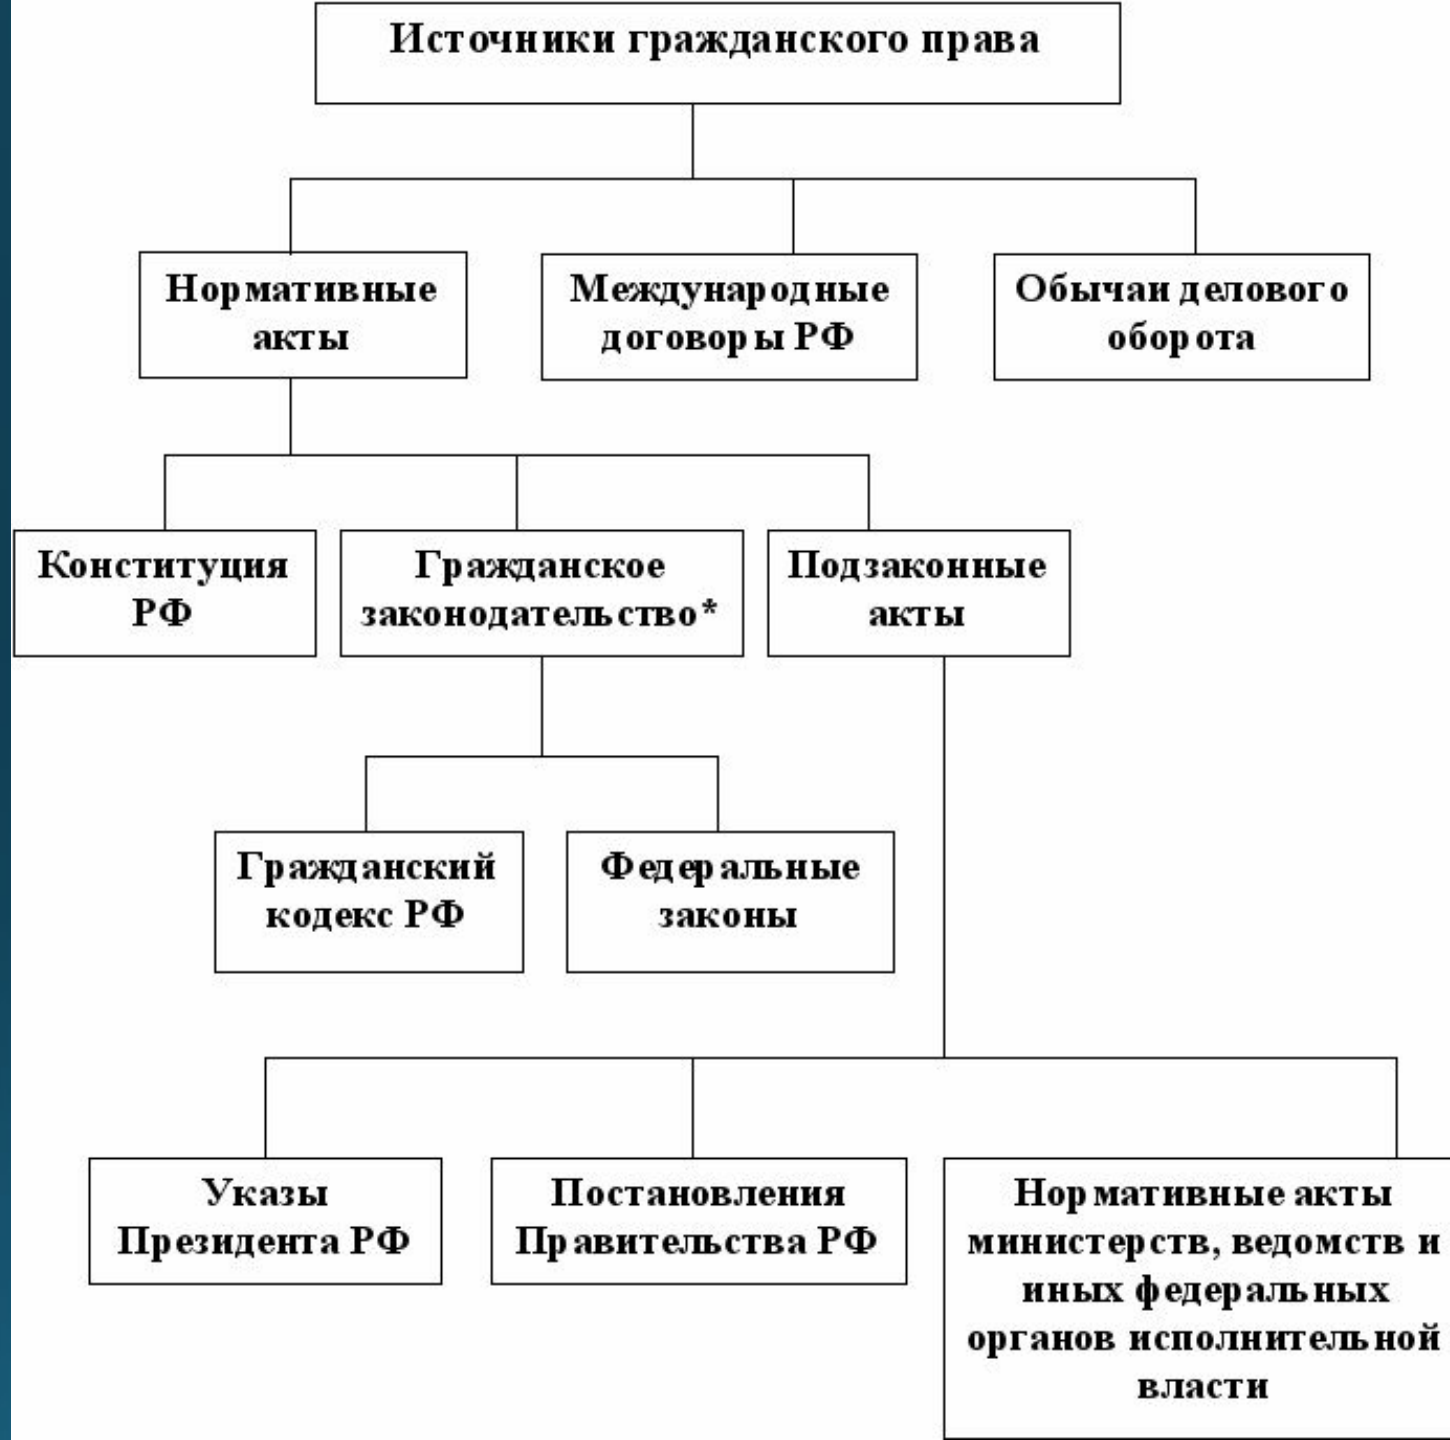 Источники гражданского права
Нормативные
акты
Международные
договоры РФ
Обычаи делового
оборота
Конституция
РФ
Гражданское
законодательство*
Подзаконные
акты
Гражданский
кодекс РФ
Федеральные
законы
Указы
Президента РФ
Постановления
Правительства РФ
Нормативные акты
министерств, ведомств и
иных федеральных
органов исполнительной
власти